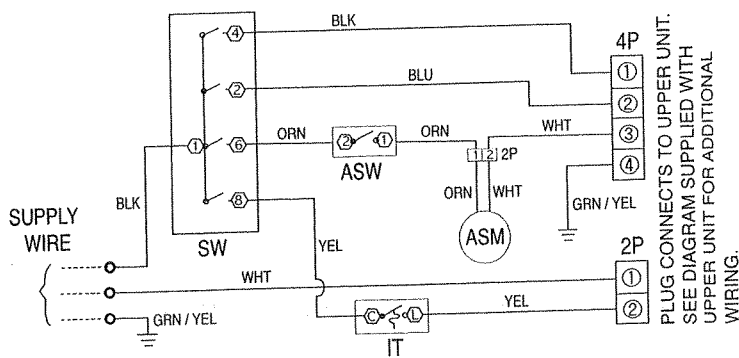 BLK
4
4P
1
BLU
2
2
ORN
2
1
ORN
WHT
3
1
6
1 2 2P
4
ASW
ORN
WHT
BLK
8
GRN / YEL
SUPPLY
WIRE
SW
YEL
ASM
2P
WHT
1
GRN / YEL
C
L
YEL
2
IT
PLUG CONNECTS TO UPPER UNIT.
SEE DIAGRAM SUPPLIED WITH
UPPER UNIT FOR ADDITIONAL
WIRING.